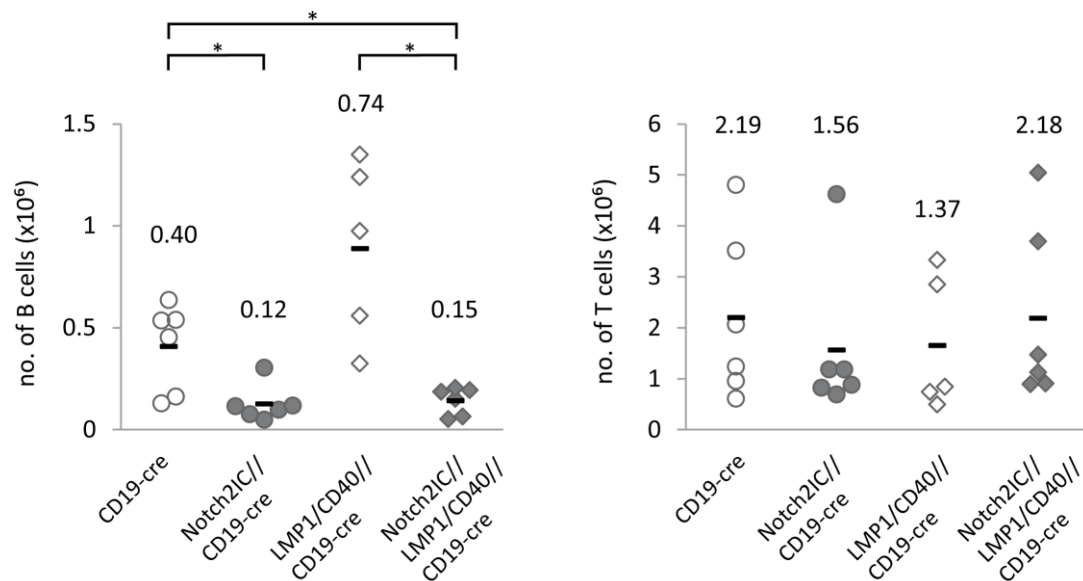 *
* *
0.74
0.40
0.12
0.15
no. of B cells (x10⁶)
1.5
1
0.5
0
CD19-cre
Notch2IC//
CD19-cre
LMP1/CD40//
CD19-cre
Notch2IC//
LMP1/CD40//
CD19-cre
2.19
1.56
1.37
2.18
no. of T cells (x10⁶)
6
5
4
3
2
1
0
CD19-cre
Notch2IC//
CD19-cre
LMP1/CD40//
CD19-cre
Notch2IC//
LMP1/CD40//
CD19-cre